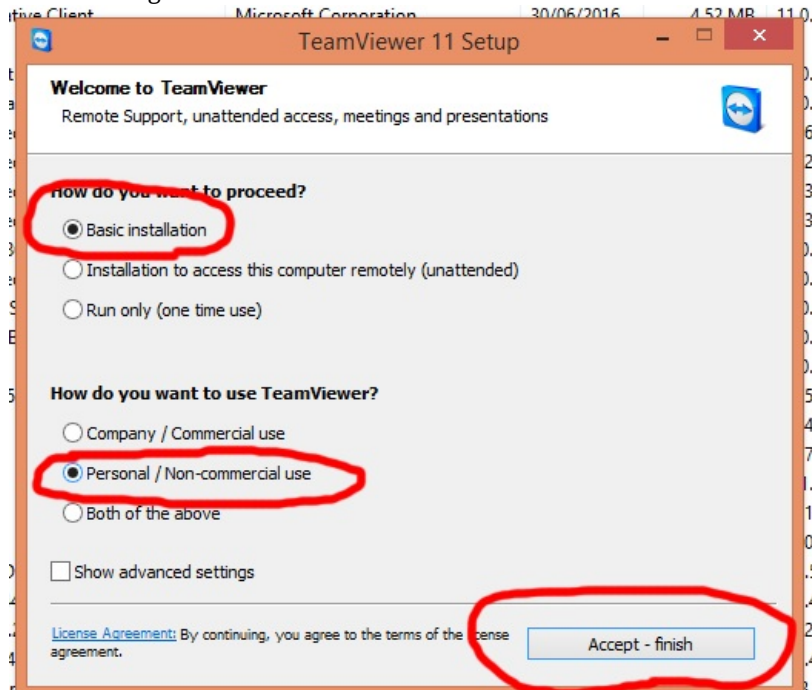 tive Client Microsoft Corporation 30/06/2016 4.52 MB 11.0.
TeamViewer 11 Setup
Welcome to TeamViewer
Remote Support, unattended access, meetings and presentations
How do you want to proceed?
Basic installation
Installation to access this computer remotely (unattended)
Run only (one time use)
How do you want to use TeamViewer?
Company / Commercial use
Personal / Non-commercial use
Both of the above
Show advanced settings
License Agreement: By continuing, you agree to the terms of the license
agreement.
Accept - finish